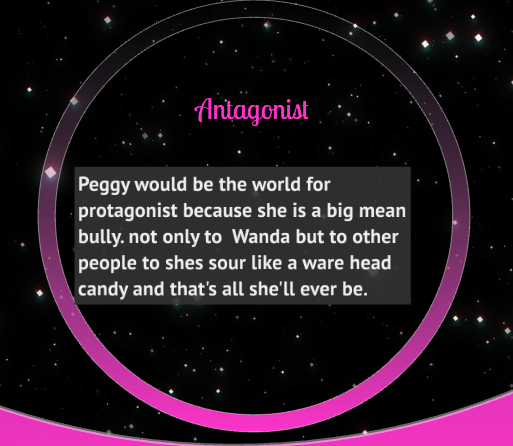 Antagonist
Peggy would be the world for
protagonist because she is a big mean
bully. not only to  Wanda but to other
people to shes sour like a ware head
candy and that's all she'll ever be.